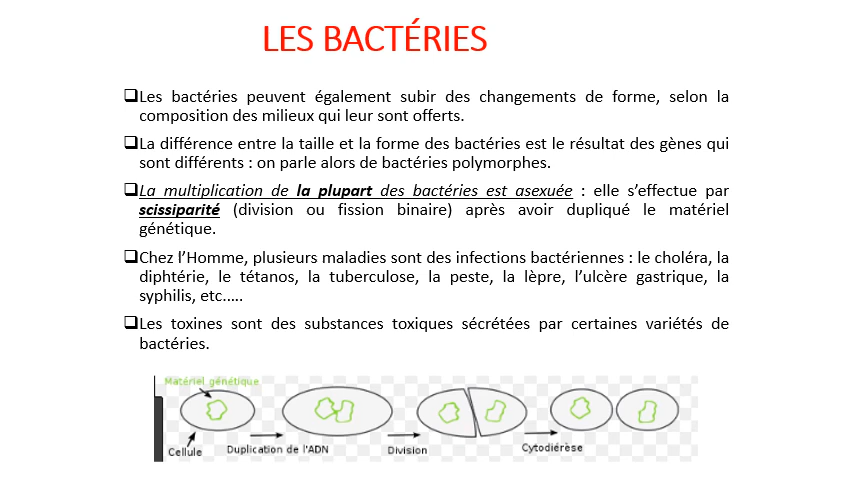 LES BACTÉRIES
❑Les bactéries peuvent également subir des changements de forme, selon la
composition des milieux qui leur sont offerts.
❑La différence entre la taille et la forme des bactéries est le résultat des gènes qui
sont différents : on parle alors de bactéries polymorphes.
❑La multiplication de la plupart des bactéries est asexuée : elle s’effectue par
scissiparité (division ou fission binaire) après avoir dupliqué le matériel
génétique.
❑Chez l’Homme, plusieurs maladies sont des infections bactériennes : le choléra, la
diphtérie, le tétanos, la tuberculose, la peste, la lèpre, l’ulcère gastrique, la
syphilis, etc.....
❑Les toxines sont des substances toxiques sécrétées par certaines variétés de
bactéries.
Matériel génétique
Cellule
Duplication de l'ADN
Division
Cytodiérèse